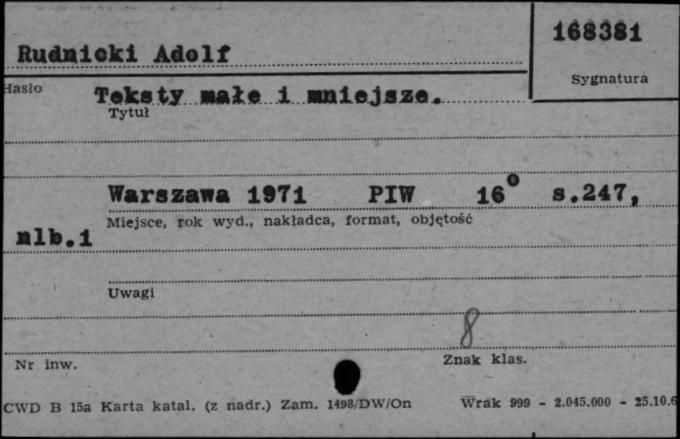 168381
Rudnicki Adolf
Sygnatura
Hasło
Teksty małe i mniejsze.
Tytuł
Warszawa 1971 PIW 16° s.247,
Miejsce, rok wyd., nakładca, format, objętość
nlb.1
Uwagi
8
Nr inw. Znak klas.
CWD B 15a Karta katal. (z nadr.) Zam. 1498/DW/On Wrak 999 - 2.045.000 - 25.10.6